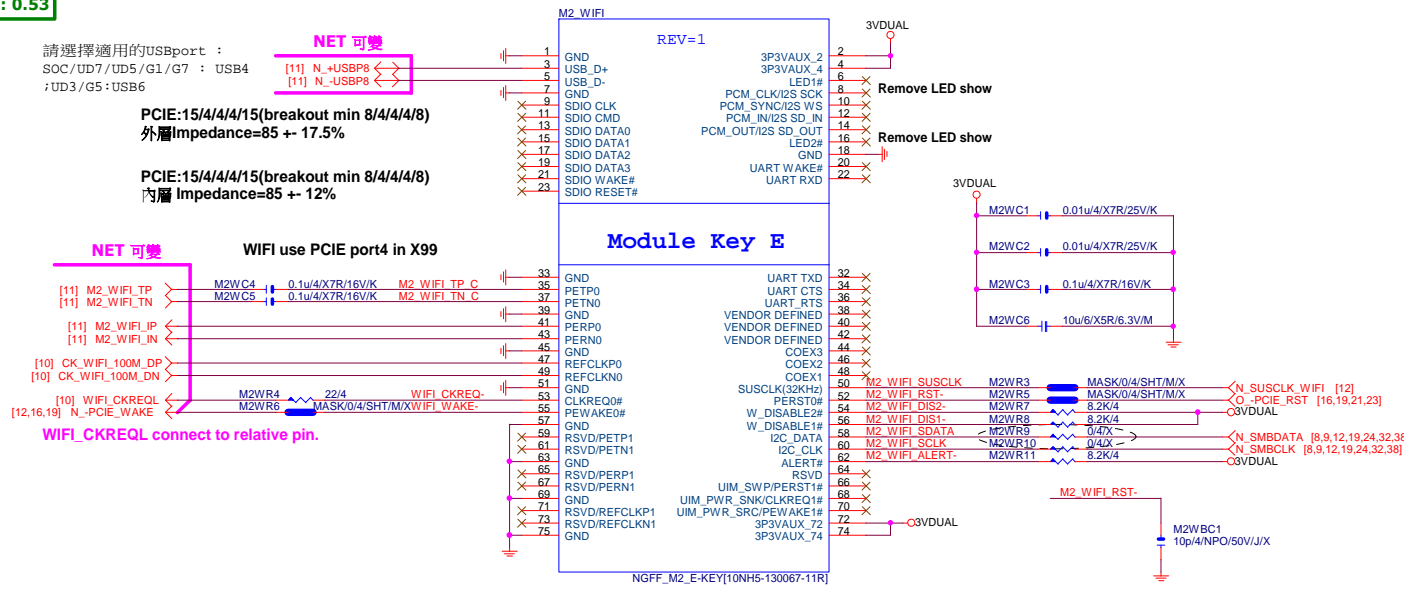 : 0.53
M2_WIFI
REV=1
請選擇適用的USBport :
SOC/UD7/UD5/G1/G7 : USB4
;UD3/G5:USB6
NET 可變
[11] N_+USBP8
[11] N_-USBP8
PCIE:15/4/4/4/15(breakout min 8/4/4/4/8)
外層Impedance=85 +- 17.5%
PCIE:15/4/4/4/15(breakout min 8/4/4/4/8)
內層 Impedance=85 +- 12%
1 GND
3 USB_D+
5 USB_D-
7 GND
9 SDIO CLK
11 SDIO CMD
13 SDIO DATA0
15 SDIO DATA1
17 SDIO DATA2
19 SDIO DATA3
21 SDIO WAKE#
23 SDIO RESET#
3VDUAL
3P3VAUX_2 2
3P3VAUX_4 4
LED1# 6
PCM_CLK/I2S SCK 8
PCM_SYNC/I2S WS 10
PCM_IN/I2S SD_IN 12
PCM_OUT/I2S SD_OUT 14
LED2# 16
GND 18
UART WAKE# 20
UART RXD 22
Remove LED show
Remove LED show
Module Key E
NET 可變
WIFI use PCIE port4 in X99
[11] M2_WIFI_TP
M2WC4 0.1u/4/X7R/16V/K M2_WIFI_TP_C
[11] M2_WIFI_TN
M2WC5 0.1u/4/X7R/16V/K M2_WIFI_TN_C
[11] M2_WIFI_IP
[11] M2_WIFI_IN
[10] CK_WIFI_100M_DP
[10] CK_WIFI_100M_DN
[10] WIFI_CKREQL
M2WR4 22/4 WIFI_CKREQ-
[12,16,19] N_-PCIE_WAKE
M2WR6 MASK/0/4/SHT/M/X WIFI_WAKE-
WIFI_CKREQL connect to relative pin.
33 GND
35 PETP0
37 PETN0
39 GND
41 PERP0
43 PERN0
45 GND
47 REFCLKP0
49 REFCLKN0
51 GND
53 CLKREQ0#
55 PEWAKE0#
57 GND
59 RSVD/PETP1
61 RSVD/PETN1
63 GND
65 RSVD/PERP1
67 RSVD/PERN1
69 GND
71 RSVD/REFCLKP1
73 RSVD/REFCLKN1
75 GND
UART TXD 32
UART CTS 34
UART_RTS 36
VENDOR DEFINED 38
VENDOR DEFINED 40
VENDOR DEFINED 42
COEX3 44
COEX2 46
COEX1 48
SUSCLK(32KHz) 50
PERST0# 52
W_DISABLE2# 54
W_DISABLE1# 56
I2C_DATA 58
I2C_CLK 60
ALERT# 62
RSVD 64
UIM_SWP/PERST1# 66
UIM_PWR_SNK/CLKREQ1# 68
UIM_PWR_SRC/PEWAKE1# 70
3P3VAUX_72 72
3P3VAUX_74 74
3VDUAL
NGFF_M2_E-KEY[10NH5-130067-11R]
3VDUAL
M2WC1 0.01u/4/X7R/25V/K
M2WC2 0.01u/4/X7R/25V/K
M2WC3 0.1u/4/X7R/16V/K
M2WC6 10u/6/X5R/6.3V/M
M2_WIFI_SUSCLK M2WR3 MASK/0/4/SHT/M/X N_SUSCLK_WIFI [12]
M2_WIFI_RST- M2WR5 MASK/0/4/SHT/M/X O_-PCIE_RST [16,19,21,23]
M2_WIFI_DIS2- M2WR7 8.2K/4 3VDUAL
M2_WIFI_DIS1- M2WR8 8.2K/4
M2_WIFI_SDATA M2WR9 0/4/X N_SMBDATA [8,9,12,19,24,32,38
M2_WIFI_SCLK M2WR10 0/4/X N_SMBCLK [8,9,12,19,24,32,38]
M2_WIFI_ALERT- M2WR11 8.2K/4 3VDUAL
M2_WIFI_RST-
M2WBC1
10p/4/NPO/50V/J/X